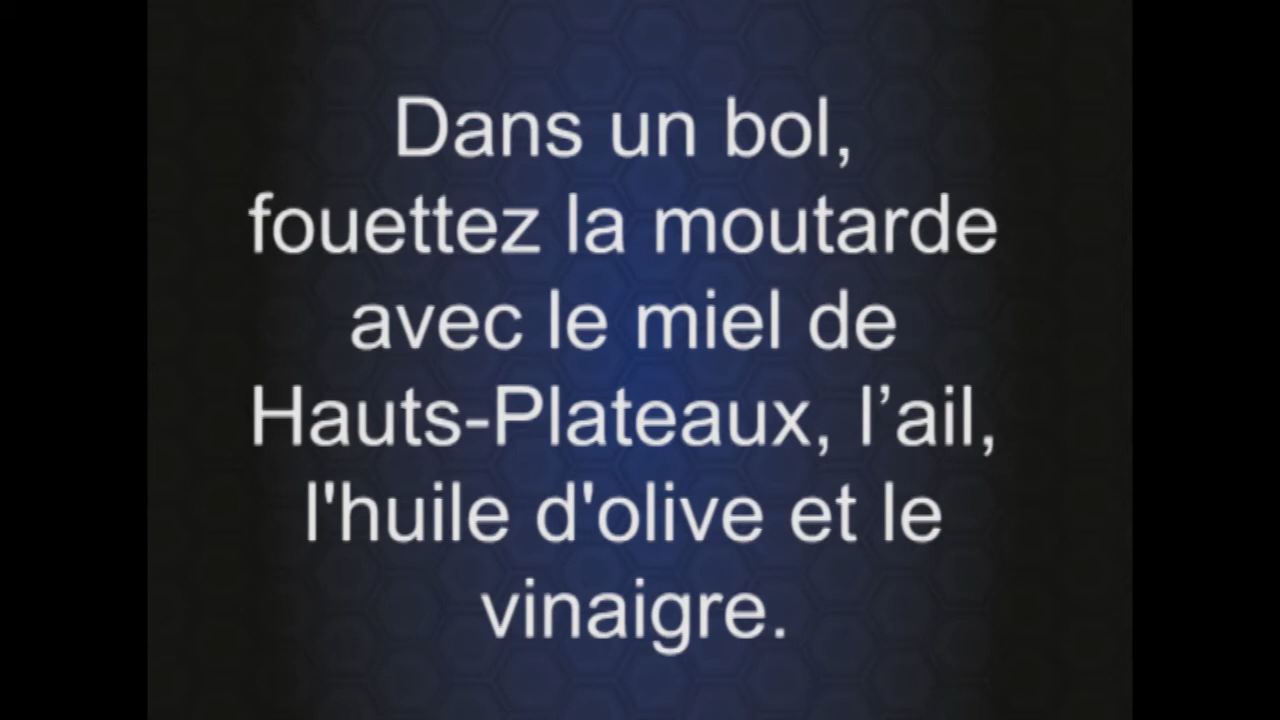 Dans un bol,
fouettez la moutarde
avec le miel de
Hauts-Plateaux, l’ail,
l'huile d'olive et le
vinaigre.